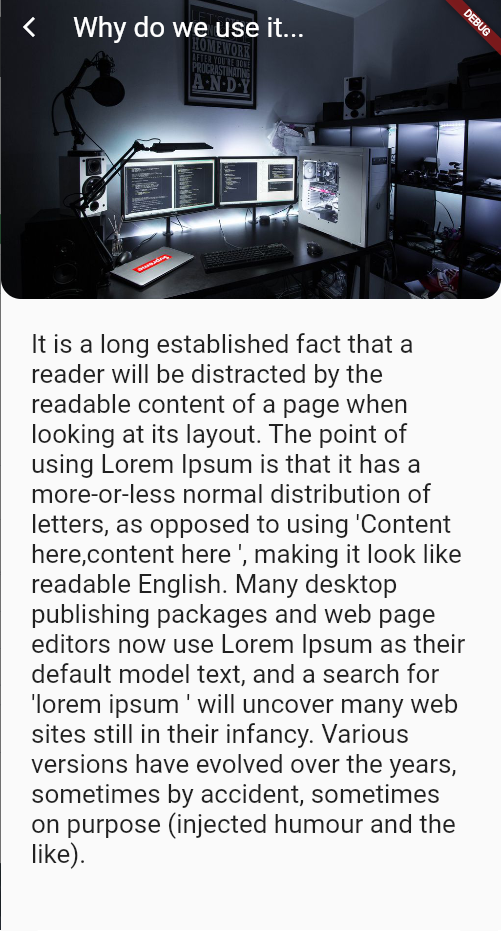 Why do we use it...
DEBUG
HOMEWORK
AFTER YOU'RE DONE
PROCRASTINATING
A·N·D·Y
Supreme
It is a long established fact that a
reader will be distracted by the
readable content of a page when
looking at its layout. The point of
using Lorem Ipsum is that it has a
more-or-less normal distribution of
letters, as opposed to using 'Content
here,content here ', making it look like
readable English. Many desktop
publishing packages and web page
editors now use Lorem Ipsum as their
default model text, and a search for
'lorem ipsum ' will uncover many web
sites still in their infancy. Various
versions have evolved over the years,
sometimes by accident, sometimes
on purpose (injected humour and the
like).